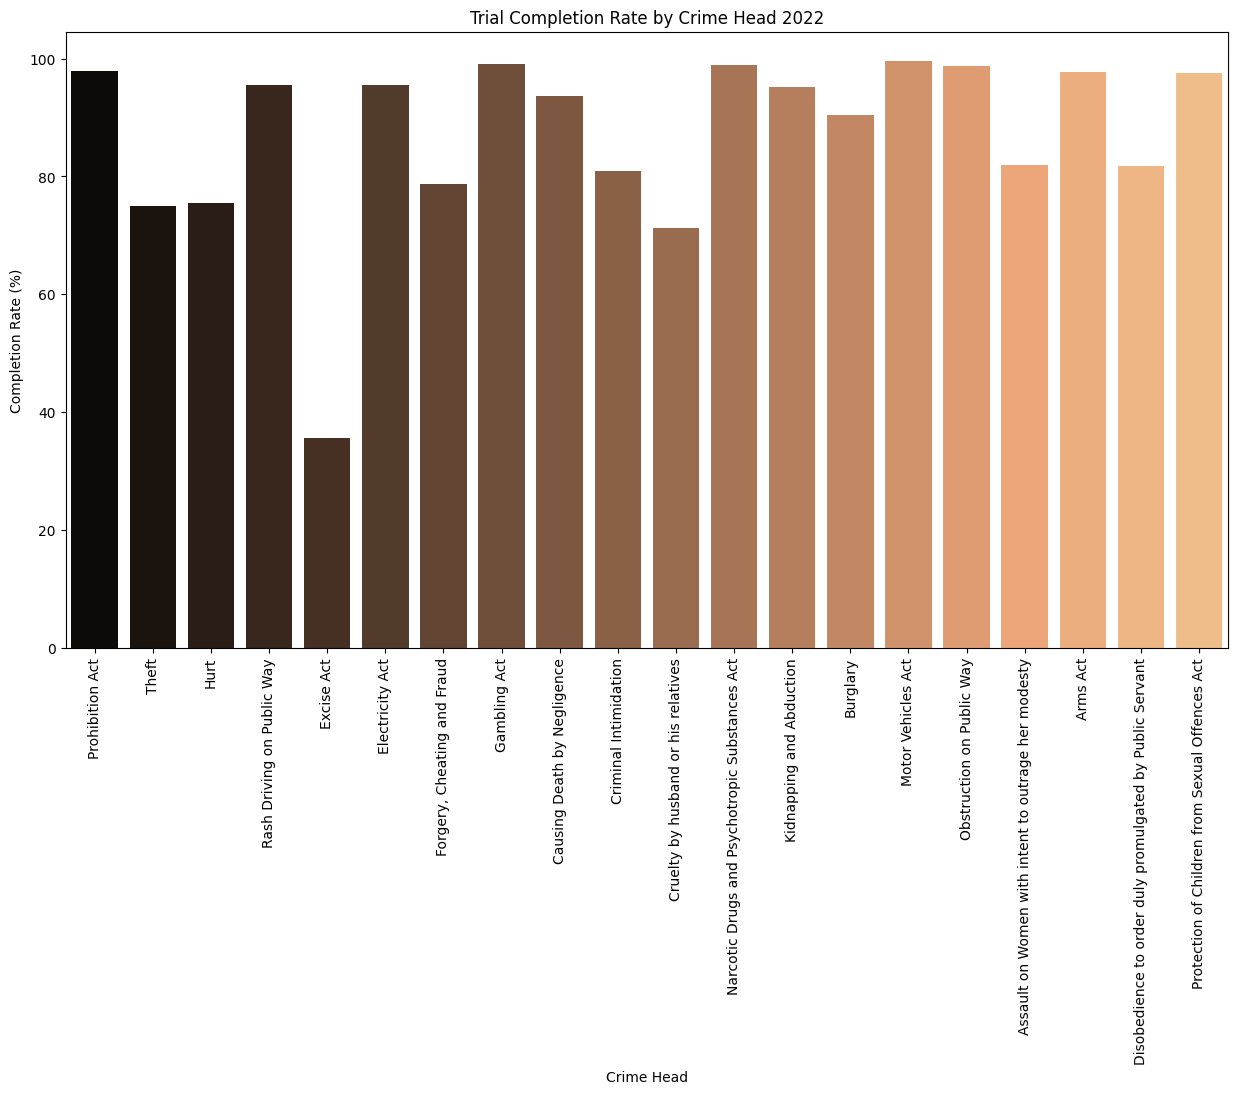 Trial Completion Rate by Crime Head 2022
Completion Rate (%)
100
80
60
40
20
0
Prohibition Act
Theft
Hurt
Rash Driving on Public Way
Excise Act
Electricity Act
Forgery, Cheating and Fraud
Gambling Act
Causing Death by Negligence
Criminal Intimidation
Cruelty by husband or his relatives
Narcotic Drugs and Psychotropic Substances Act
Kidnapping and Abduction
Burglary
Motor Vehicles Act
Obstruction on Public Way
Assault on Women with intent to outrage her modesty
Arms Act
Disobedience to order duly promulgated by Public Servant
Protection of Children from Sexual Offences Act
Crime Head